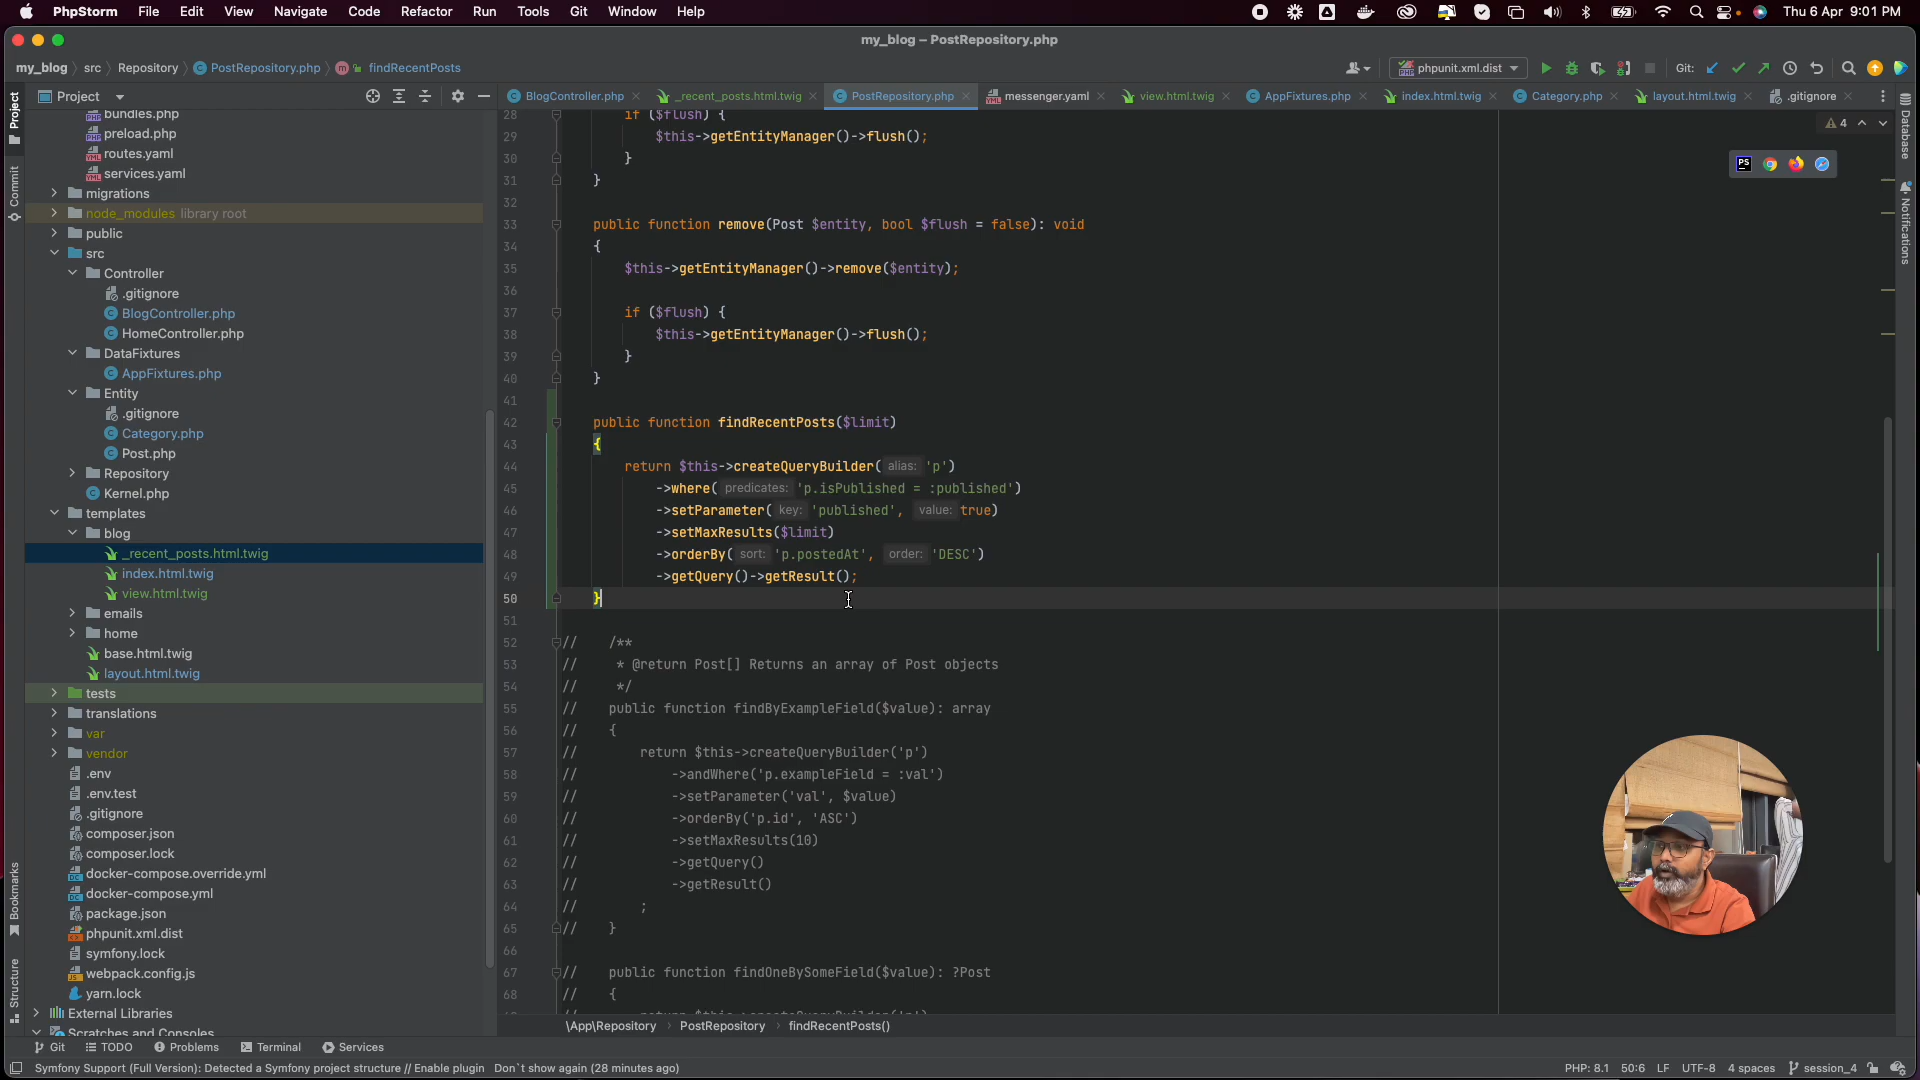 PhpStorm File Edit View Navigate Code Refactor Run Tools Git Window Help Thu 6 Apr 9:01 PM
my_blog – PostRepository.php
my_blog src Repository PostRepository.php findRecentPosts phpunit.xml.dist Git:
Project
BlogController.php _recent_posts.html.twig PostRepository.php messenger.yaml view.html.twig AppFixtures.php index.html.twig Category.php layout.html.twig .gitignore
Project
Commit
Bookmarks
Structure
Database
Notifications
4
PS
bundles.php
preload.php
routes.yaml
services.yaml
migrations
node_modules library root
public
src
Controller
.gitignore
BlogController.php
HomeController.php
DataFixtures
AppFixtures.php
Entity
.gitignore
Category.php
Post.php
Repository
Kernel.php
templates
blog
_recent_posts.html.twig
index.html.twig
view.html.twig
emails
home
base.html.twig
layout.html.twig
tests
translations
var
vendor
.env
.env.test
.gitignore
composer.json
composer.lock
docker-compose.override.yml
docker-compose.yml
package.json
phpunit.xml.dist
symfony.lock
webpack.config.js
yarn.lock
External Libraries
Scratches and Consoles
28 if ($flush) {
29 $this->getEntityManager()->flush();
30 }
31 }
32
33 public function remove(Post $entity, bool $flush = false): void
34 {
35 $this->getEntityManager()->remove($entity);
36
37 if ($flush) {
38 $this->getEntityManager()->flush();
39 }
40 }
41
42 public function findRecentPosts($limit)
43 {
44 return $this->createQueryBuilder( alias: 'p')
45 ->where( predicates: 'p.isPublished = :published')
46 ->setParameter( key: 'published', value: true)
47 ->setMaxResults($limit)
48 ->orderBy( sort: 'p.postedAt', order: 'DESC')
49 ->getQuery()->getResult();
50 }
51
52 // /**
53 // * @return Post[] Returns an array of Post objects
54 // */
55 // public function findByExampleField($value): array
56 // {
57 // return $this->createQueryBuilder('p')
58 // ->andWhere('p.exampleField = :val')
59 // ->setParameter('val', $value)
60 // ->orderBy('p.id', 'ASC')
61 // ->setMaxResults(10)
62 // ->getQuery()
63 // ->getResult()
64 // ;
65 // }
66
67 // public function findOneBySomeField($value): ?Post
68 // {
\App\Repository PostRepository findRecentPosts()
Git TODO Problems Terminal Services
Symfony Support (Full Version): Detected a Symfony project structure // Enable plugin Don't show again (28 minutes ago) PHP: 8.1 50:6 LF UTF-8 4 spaces session_4